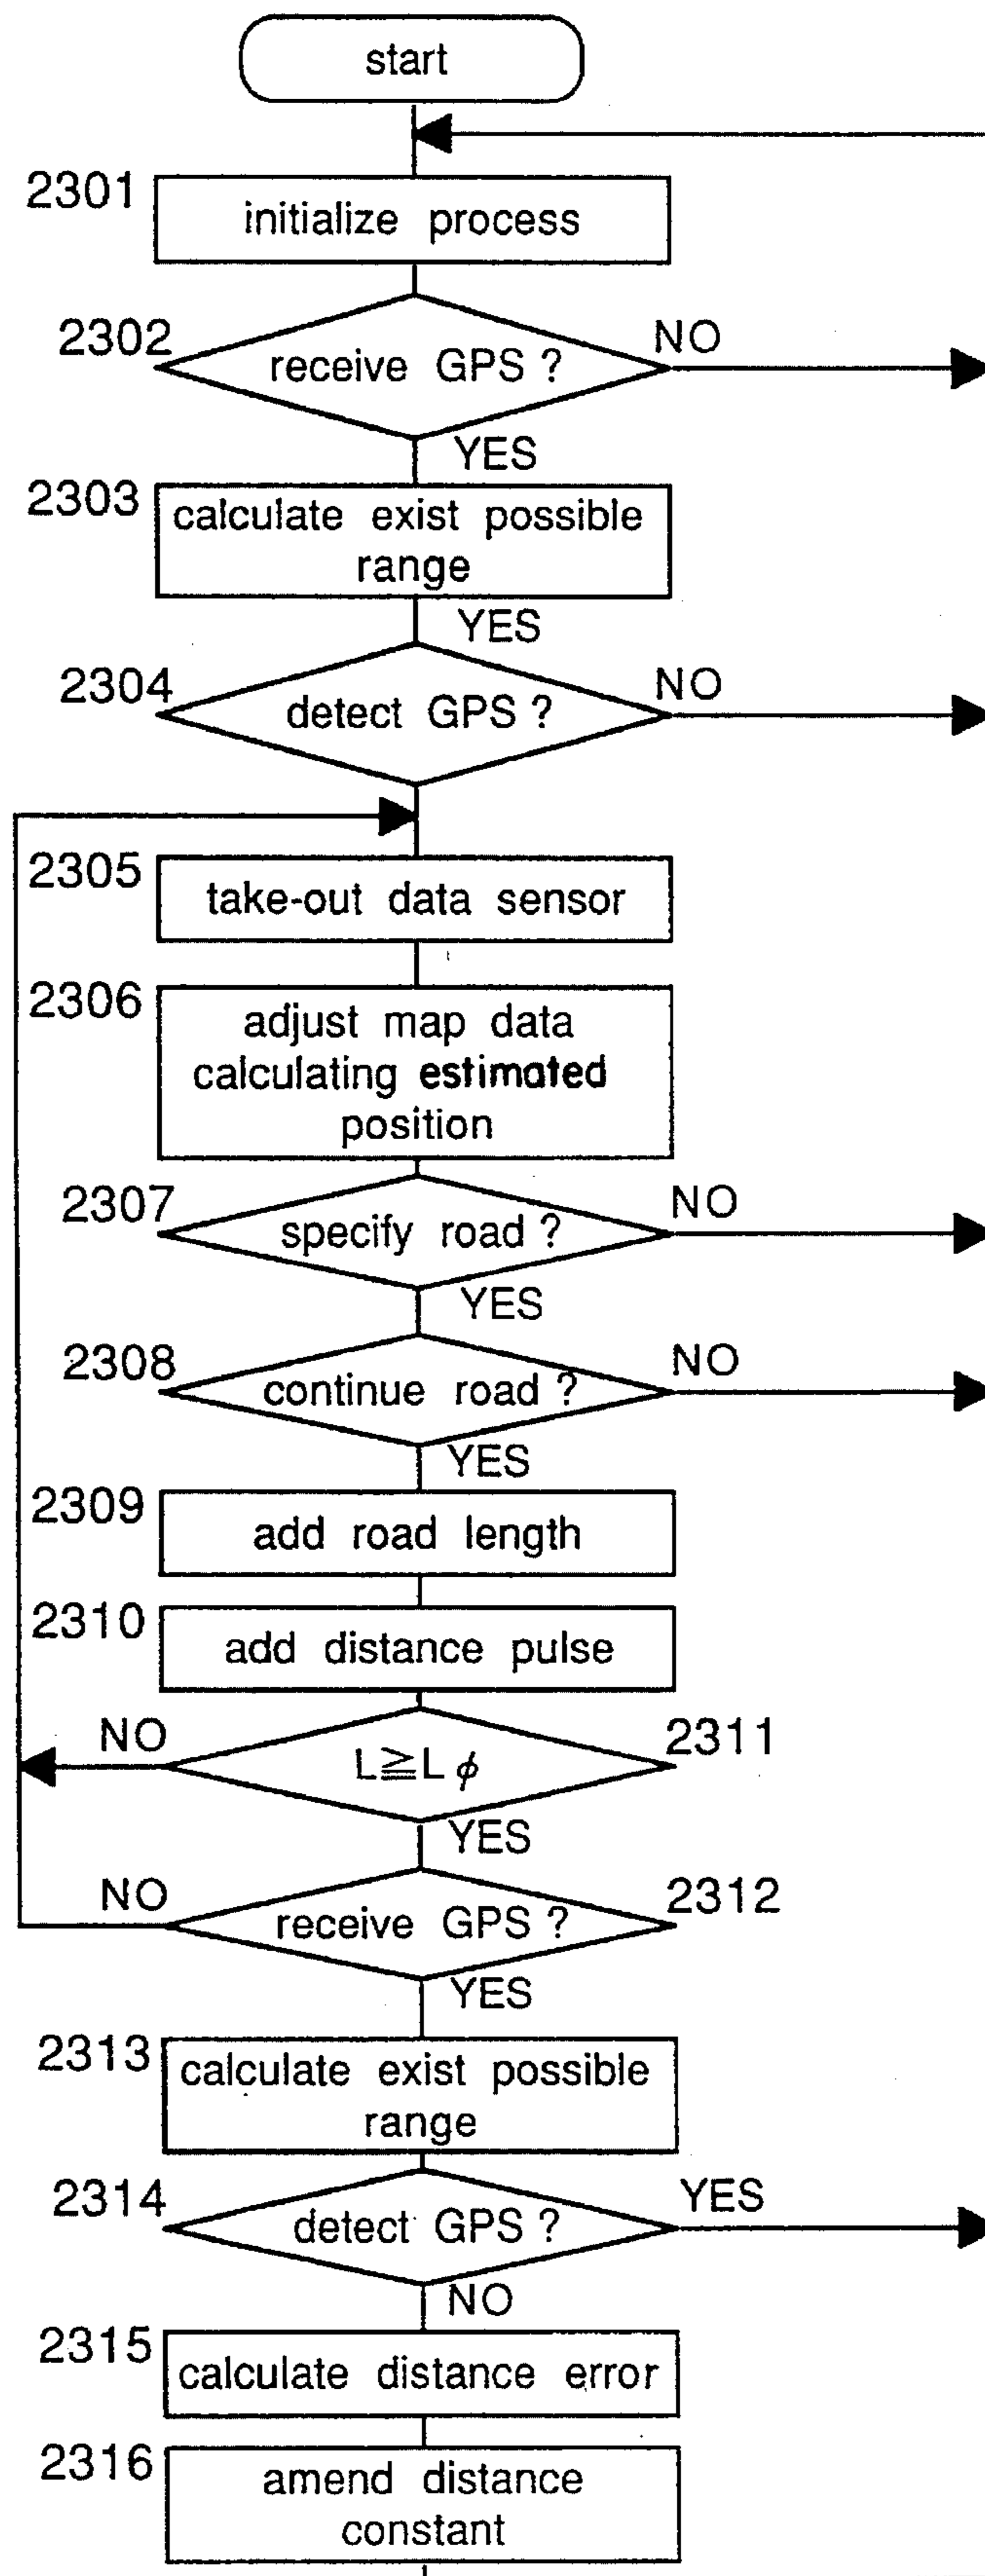 start
2301
initialize process
2302
receive GPS ?
NO
YES
2303
calculate exist possible
range
YES
2304
detect GPS ?
NO
2305
take-out data sensor
2306
adjust map data
calculating estimated
position
2307
specify road ?
NO
YES
2308
continue road ?
NO
YES
2309
add road length
2310
add distance pulse
NO
L≧L ϕ
2311
YES
NO
receive GPS ?
2312
YES
2313
calculate exist possible
range
2314
detect GPS ?
YES
NO
2315
calculate distance error
2316
amend distance
constant